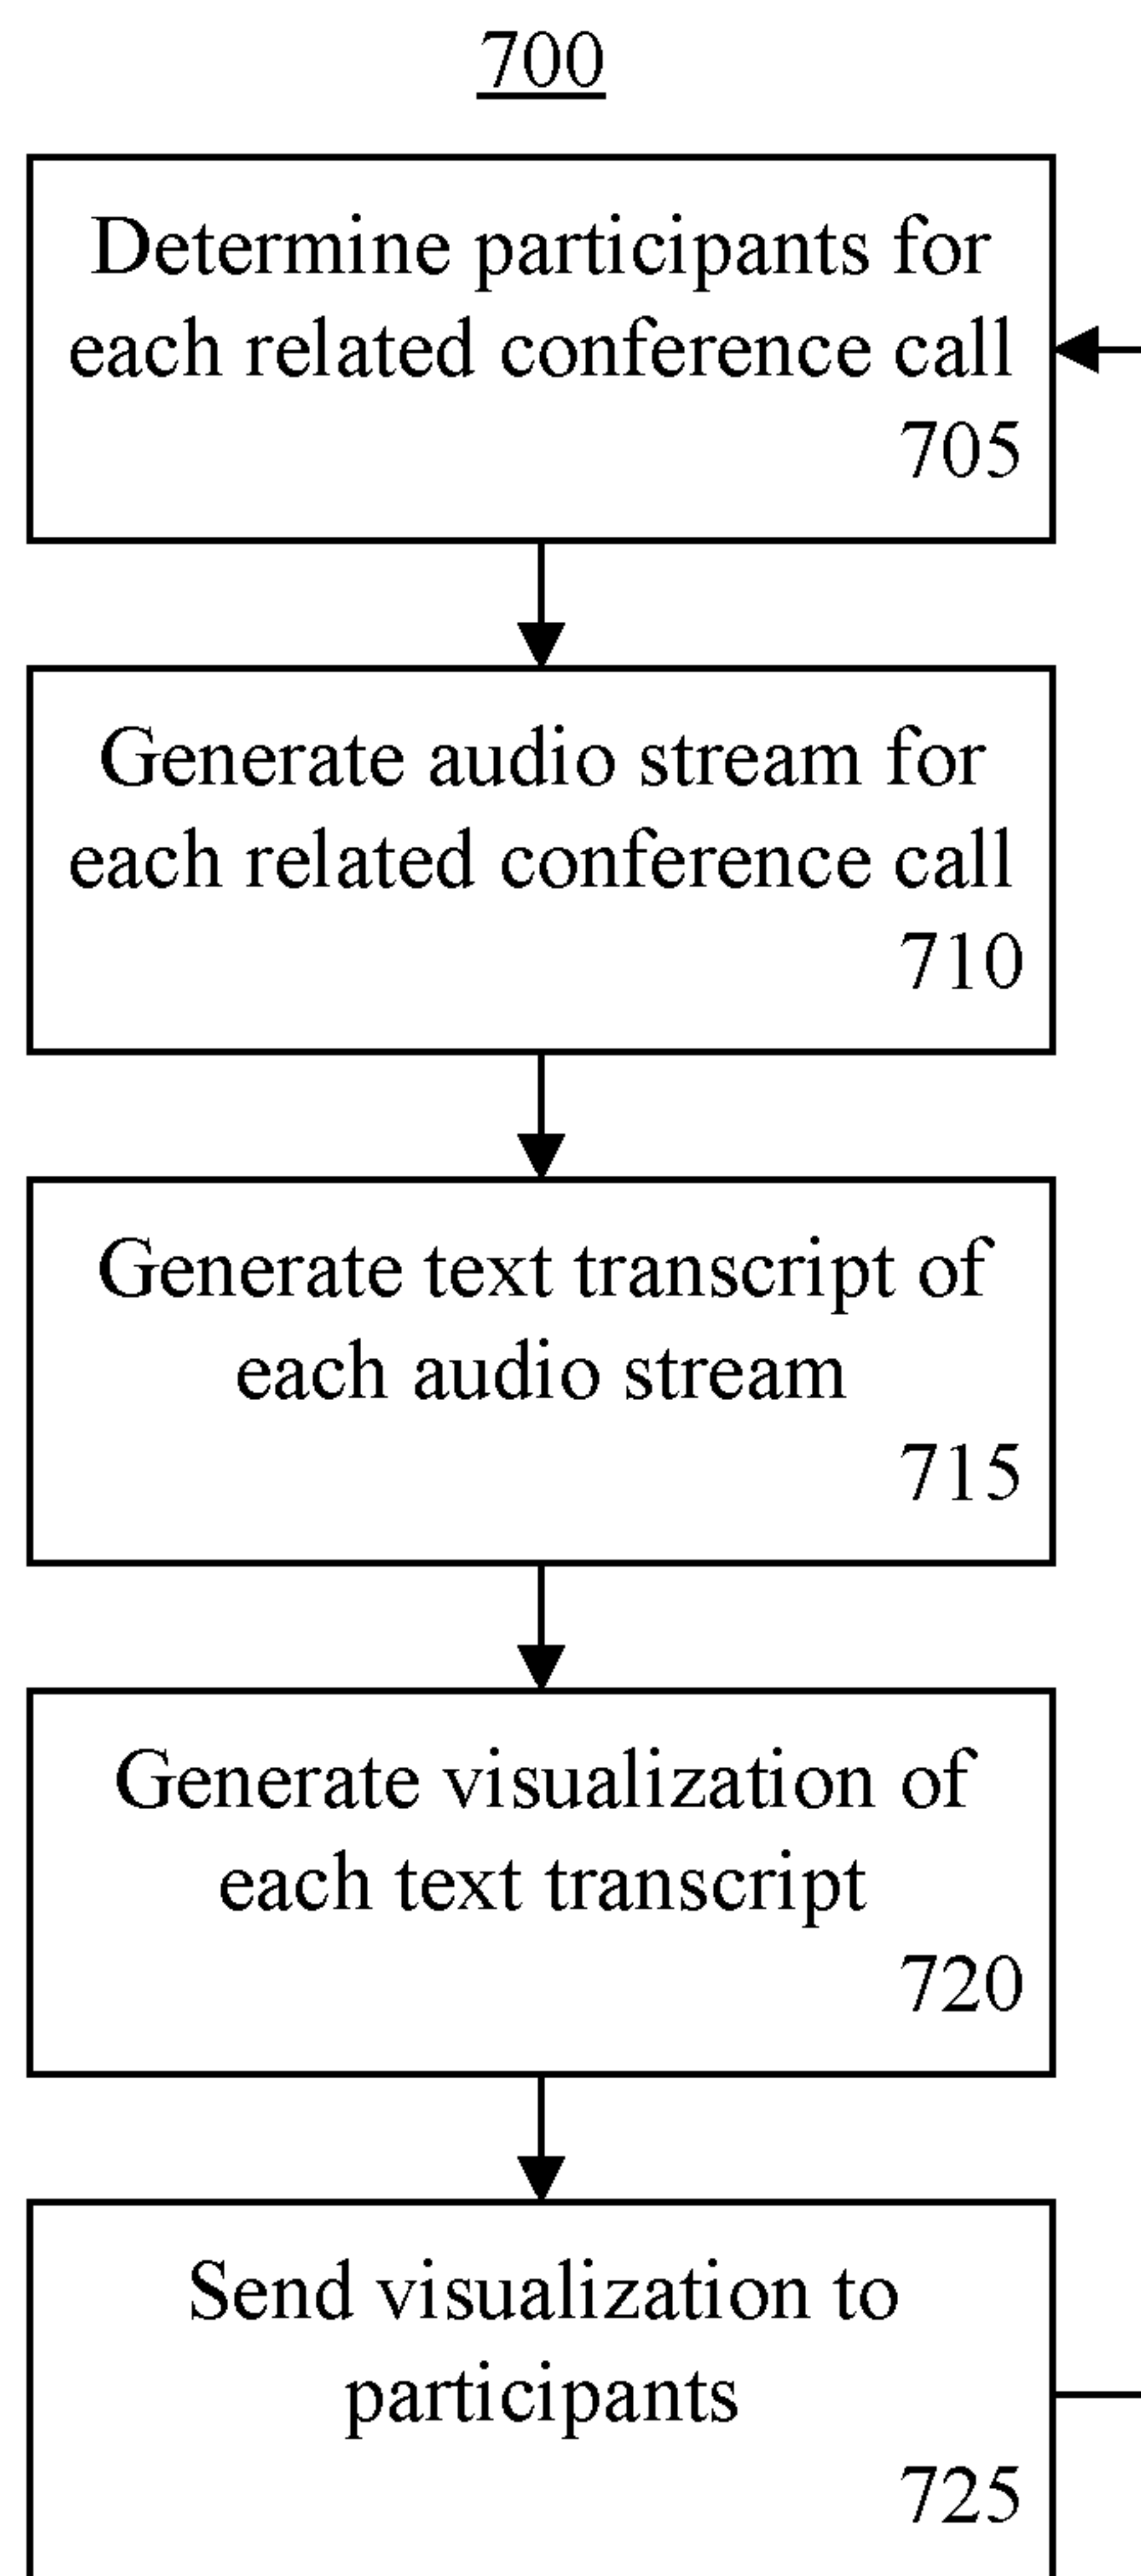 700
Determine participants for
each related conference call
705
Generate audio stream for
each related conference call
710
Generate text transcript of
each audio stream
715
Generate visualization of
each text transcript
720
Send visualization to
participants
725